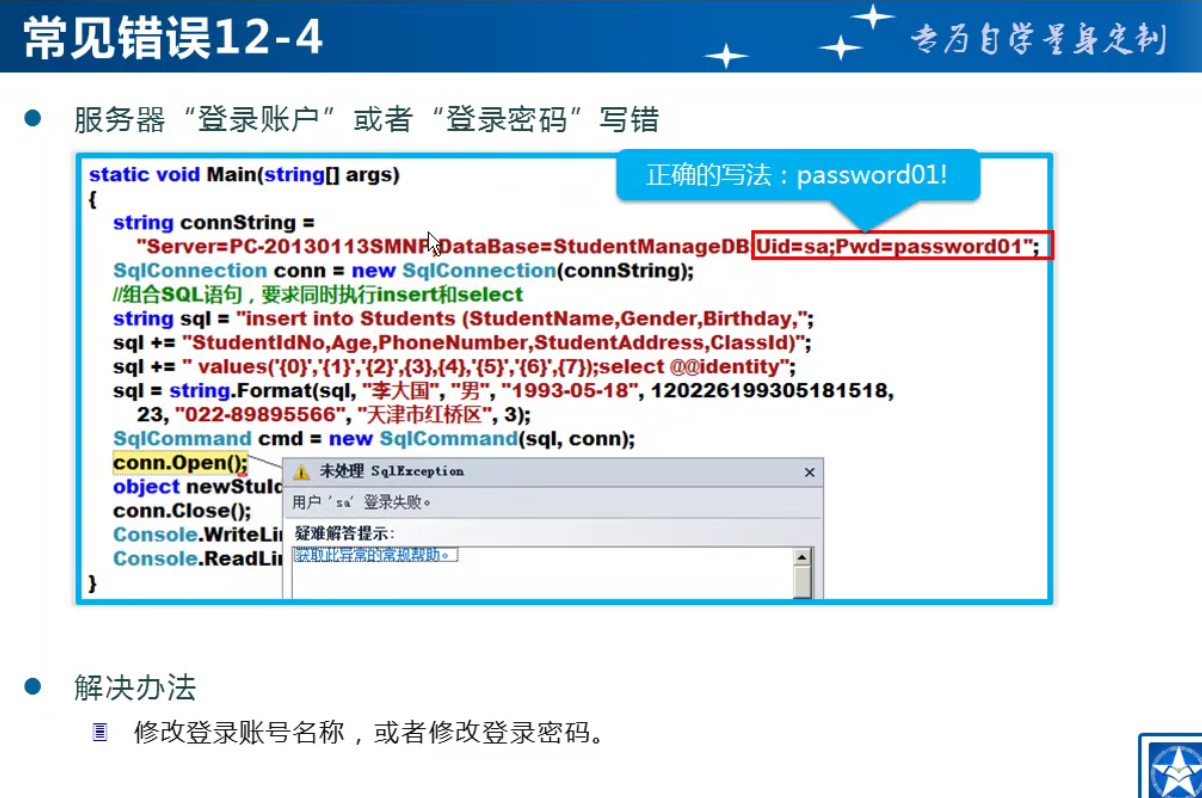 常见错误12-4
专为自学量身定制
服务器“登录账户”或者“登录密码”写错
正确的写法：password01!
static void Main(string[] args)
{
string connString =
"Server=PC-20130113SMNP;DataBase=StudentManageDB;Uid=sa;Pwd=password01";
SqlConnection conn = new SqlConnection(connString);
//组合SQL语句，要求同时执行insert和select
string sql = "insert into Students (StudentName,Gender,Birthday,";
sql += "StudentIdNo,Age,PhoneNumber,StudentAddress,ClassId)";
sql += " values('{0}','{1}','{2}',{3},{4},'{5}','{6}',{7});select @@identity";
sql = string.Format(sql, "李大国", "男", "1993-05-18", 120226199305181518,
23, "022-89895566", "天津市红桥区", 3);
SqlCommand cmd = new SqlCommand(sql, conn);
conn.Open();
object newStuId
conn.Close();
Console.WriteLi
Console.ReadLi
}
未处理 SqlException
用户 'sa' 登录失败。
疑难解答提示:
获取此异常的常规帮助。
解决办法
修改登录账号名称，或者修改登录密码。